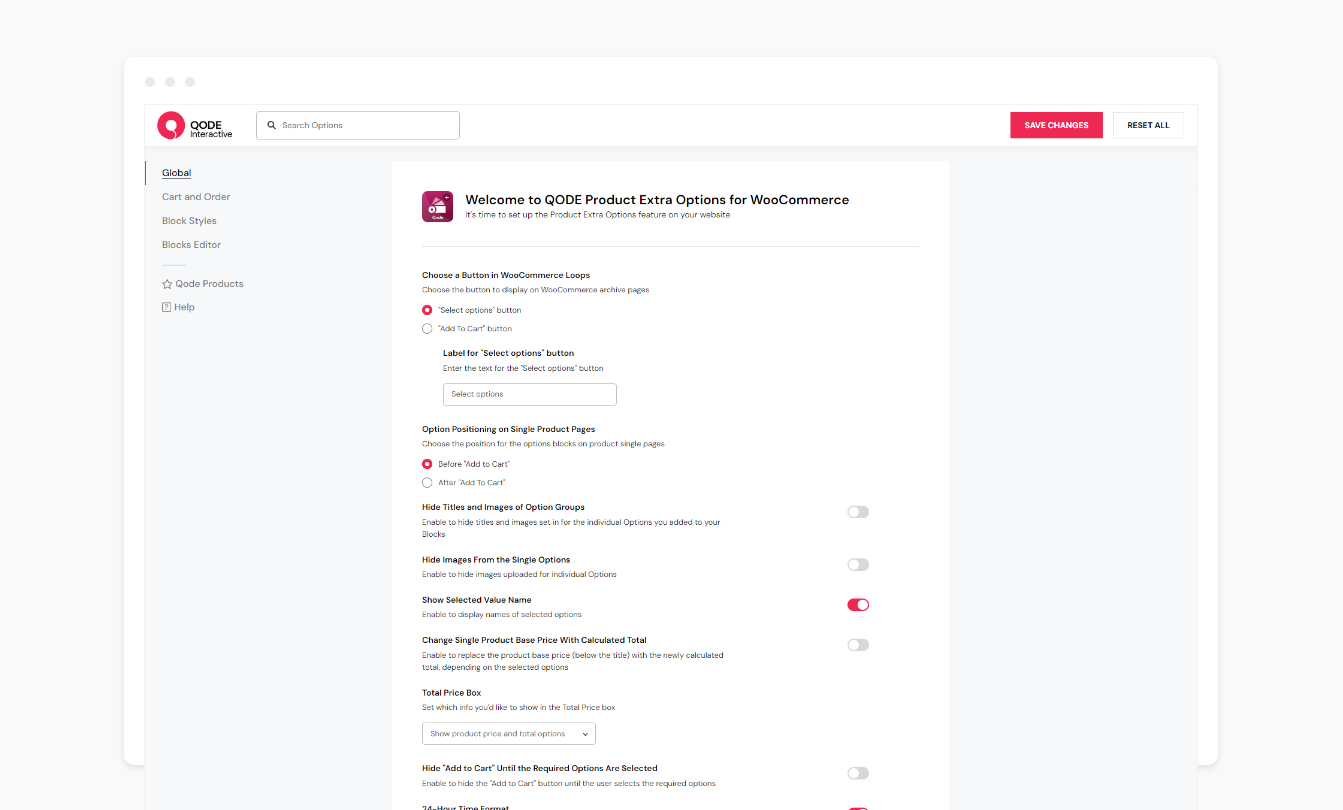 QODE
Interactive
Search Options
SAVE CHANGES
RESET ALL
Global
Cart and Order
Block Styles
Blocks Editor
Qode Products
Help
Qode
Welcome to QODE Product Extra Options for WooCommerce
It's time to set up the Product Extra Options feature on your website
Choose a Button in WooCommerce Loops
Choose the button to display on WooCommerce archive pages
"Select options" button
"Add To Cart" button
Label for "Select options" button
Enter the text for the "Select options" button
Select options
Option Positioning on Single Product Pages
Choose the position for the options blocks on product single pages
Before "Add to Cart"
After "Add To Cart"
Hide Titles and Images of Option Groups
Enable to hide titles and images set in for the individual Options you added to your
Blocks
Hide Images From the Single Options
Enable to hide images uploaded for individual Options
Show Selected Value Name
Enable to display names of selected options
Change Single Product Base Price With Calculated Total
Enable to replace the product base price (below the title) with the newly calculated
total, depending on the selected options
Total Price Box
Set which info you'd like to show in the Total Price box
Show product price and total options
Hide "Add to Cart" Until the Required Options Are Selected
Enable to hide the "Add to Cart" button until the user selects the required options
24-Hour Time Format